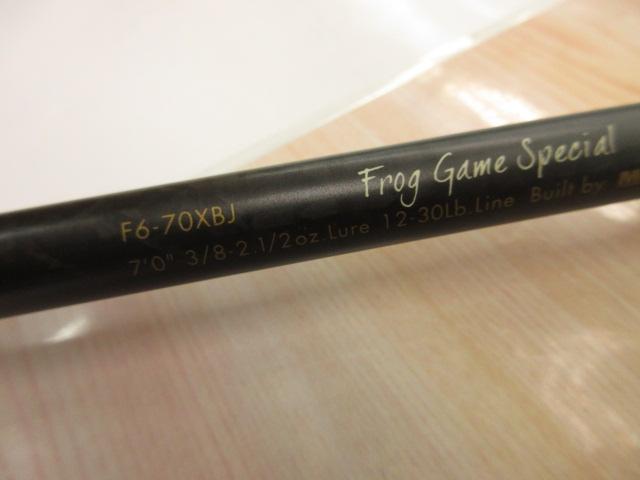 Frog Game Special
F6-70XBJ
7'0" 3/8-2.1/2oz.Lure 12-30Lb.Line Built by